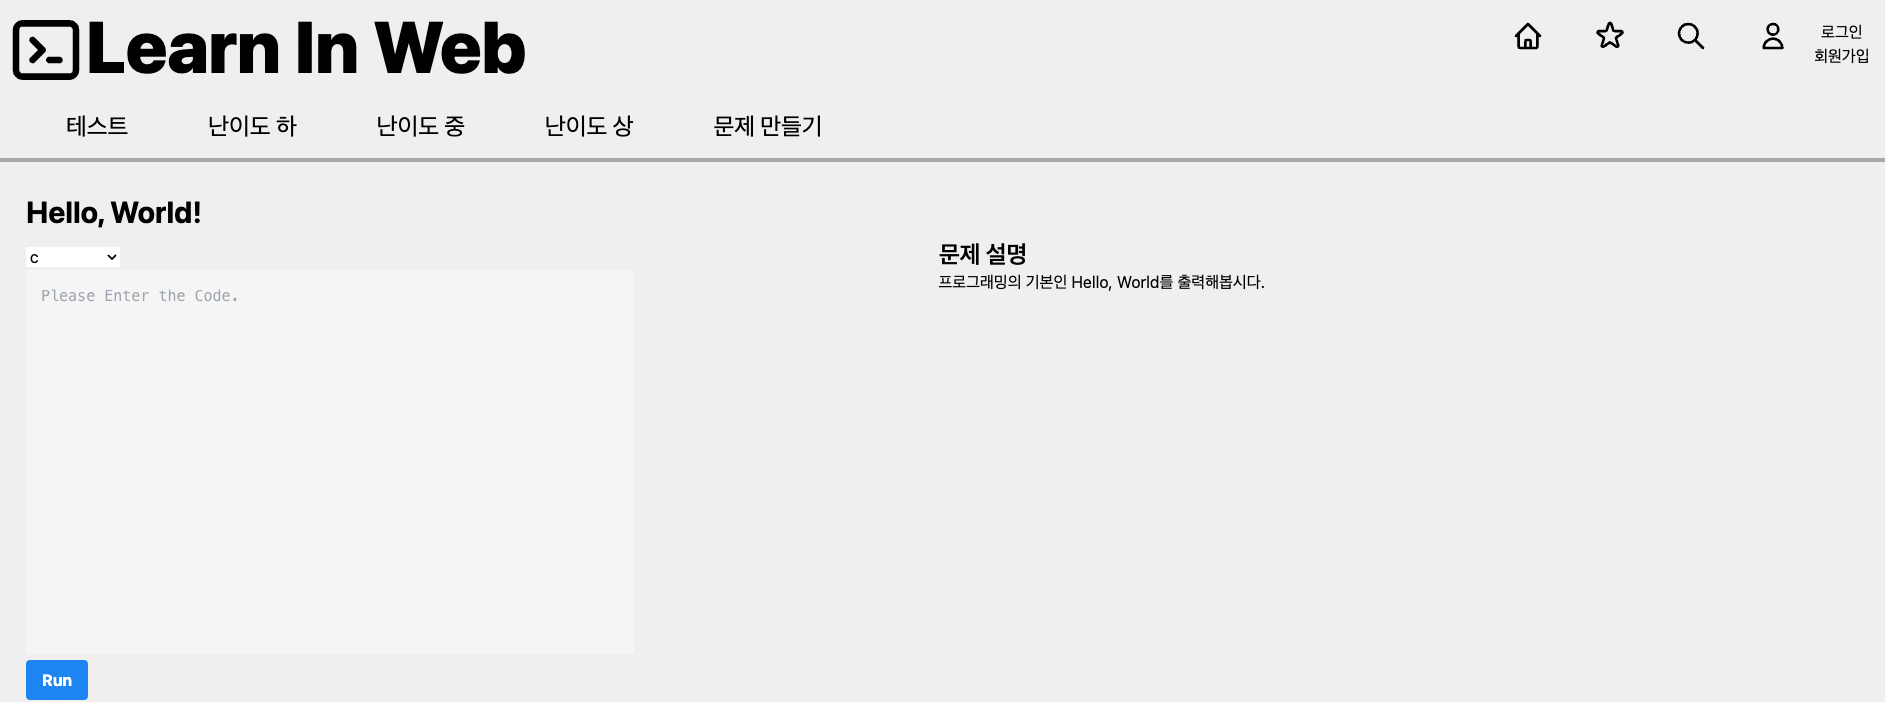 Learn In Web
로그인
회원가입
테스트 난이도 하 난이도 중 난이도 상 문제 만들기
Hello, World!
c
Please Enter the Code.
Run
문제 설명
프로그래밍의 기본인 Hello, World를 출력해봅시다.